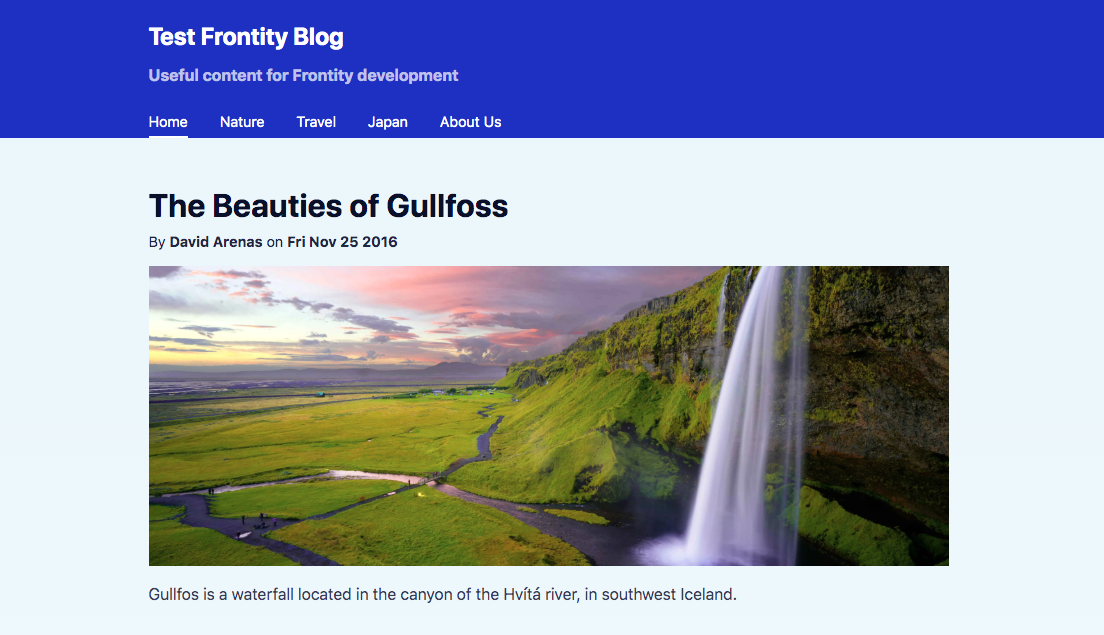 Test Frontity Blog
Useful content for Frontity development
Home Nature Travel Japan About Us
The Beauties of Gullfoss
By David Arenas on Fri Nov 25 2016
Gullfos is a waterfall located in the canyon of the Hvítá river, in southwest Iceland.